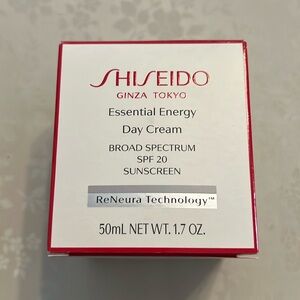 SHISEIDO
GINZA TOKYO
Essential Energy
Day Cream
BROAD SPECTRUM
SPF 20
SUNSCREEN
ReNeura Technology™
50mL NET WT. 1.7 OZ.